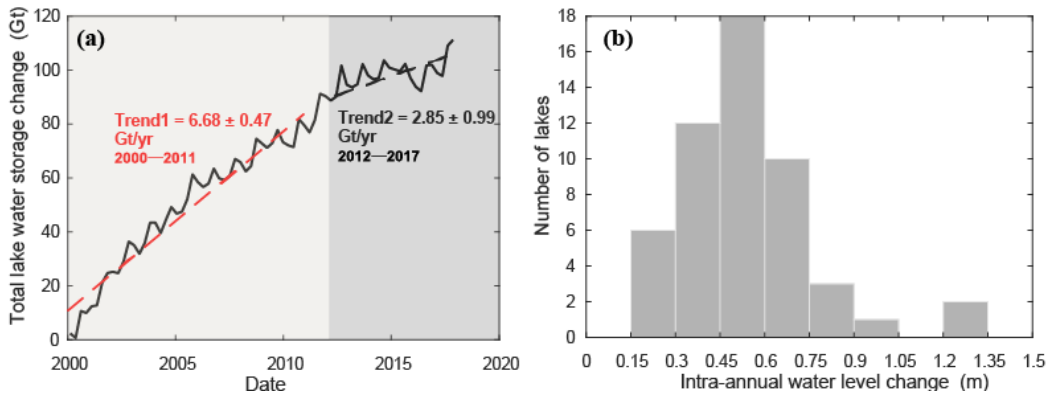 (a)
Total lake water storage change (Gt)
120
100
80
60
40
20
0
Trend1 = 6.68 ± 0.47
Gt/yr
2000—2011
Trend2 = 2.85 ± 0.99
Gt/yr
2012—2017
2000 2005 2010 2015 2020
Date
(b)
Number of lakes
18
16
14
12
10
8
6
4
2
0
0 0.15 0.3 0.45 0.6 0.75 0.9 1.05 1.2 1.35 1.5
Intra-annual water level change (m)